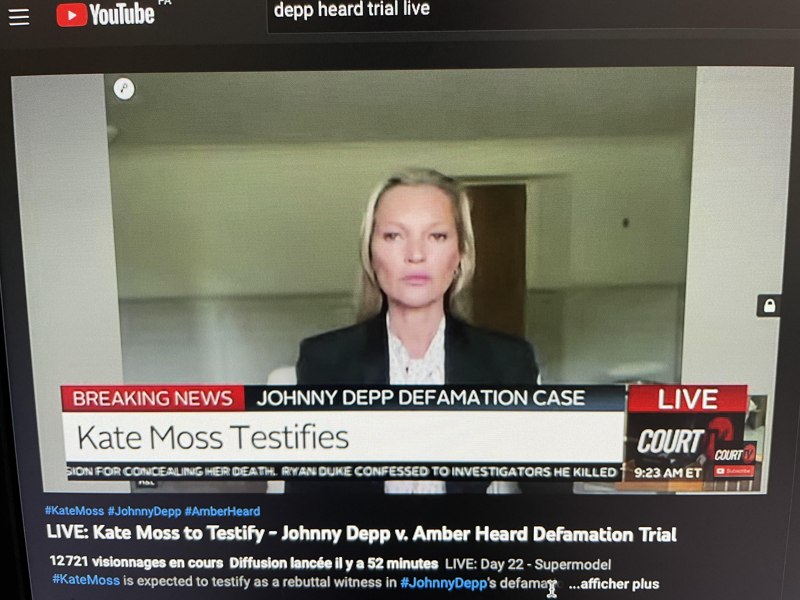 YouTube PA
depp heard trial live
BREAKING NEWS JOHNNY DEPP DEFAMATION CASE LIVE
Kate Moss Testifies
COURT TV
COURT TV
Subscribe
SION FOR CONCEALING HER DEATH. RYAN DUKE CONFESSED TO INVESTIGATORS HE KILLED 9:23 AM ET
#KateMoss #JohnnyDepp #AmberHeard
LIVE: Kate Moss to Testify - Johnny Depp v. Amber Heard Defamation Trial
12 721 visionnages en cours Diffusion lancée il y a 52 minutes LIVE: Day 22 - Supermodel
#KateMoss is expected to testify as a rebuttal witness in #JohnnyDepp's defamat ...afficher plus